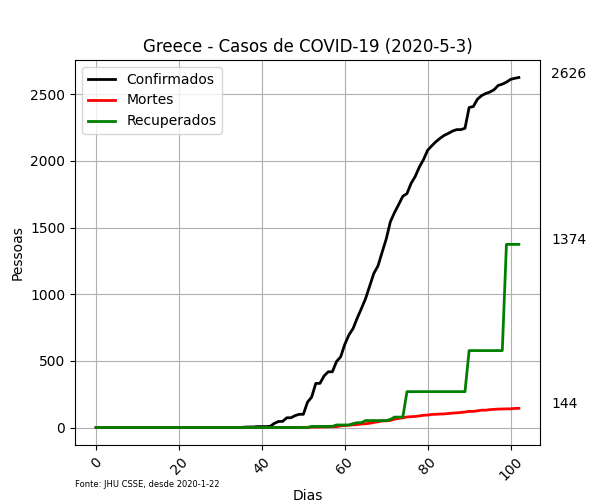 Greece - Casos de COVID-19 (2020-5-3)
Confirmados
Mortes
Recuperados
2626
1374
144
Pessoas
2500
2000
1500
1000
500
0
0
20
40
60
80
100
Dias
Fonte: JHU CSSE, desde 2020-1-22